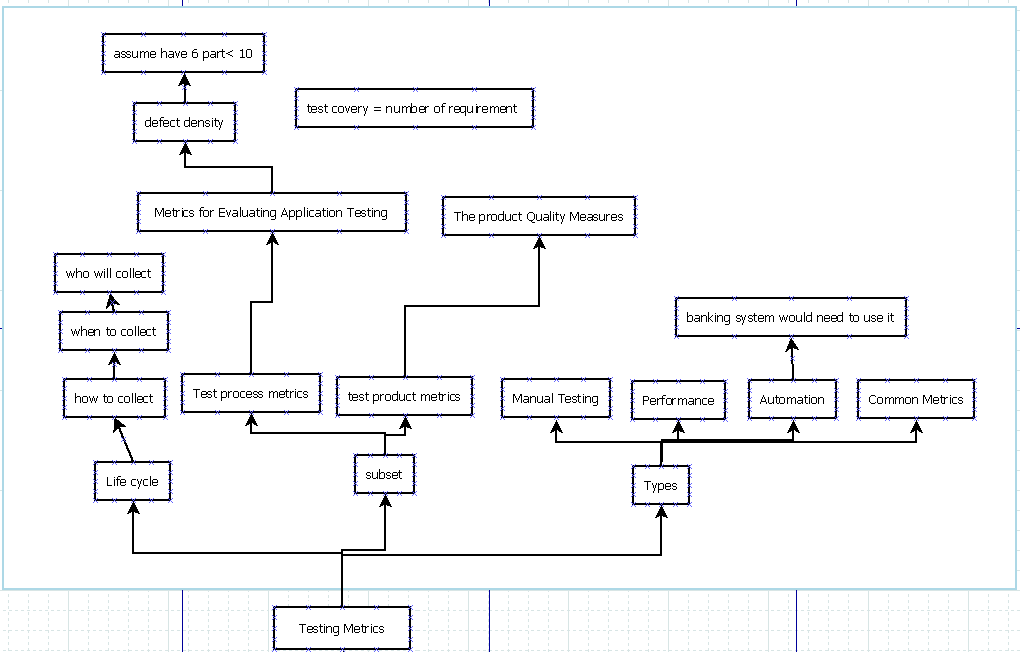 assume have 6 part< 10
test covery = number of requirement
defect density
Metrics for Evaluating Application Testing
The product Quality Measures
who will collect
when to collect
banking system would need to use it
how to collect
Test process metrics
test product metrics
Manual Testing
Performance
Automation
Common Metrics
Life cycle
subset
Types
Testing Metrics